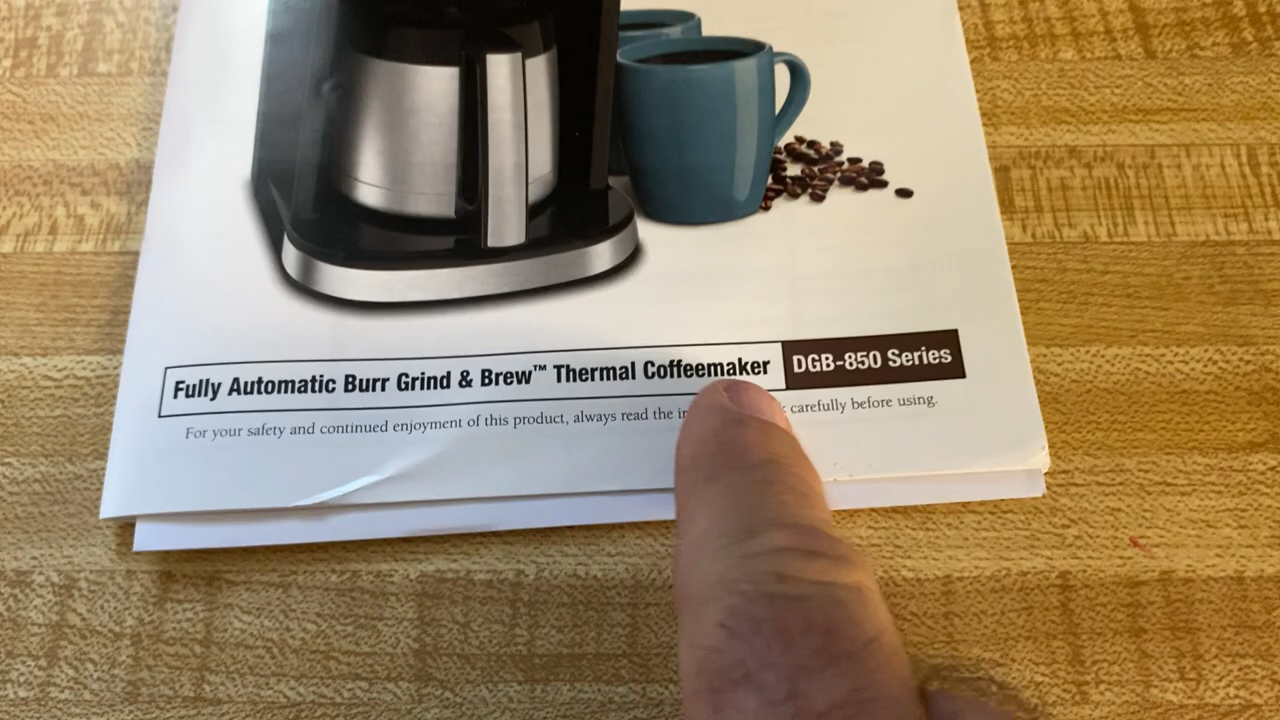 Fully Automatic Burr Grind & Brew™ Thermal Coffeemaker DGB-850 Series
For your safety and continued enjoyment of this product, always read the carefully before using.